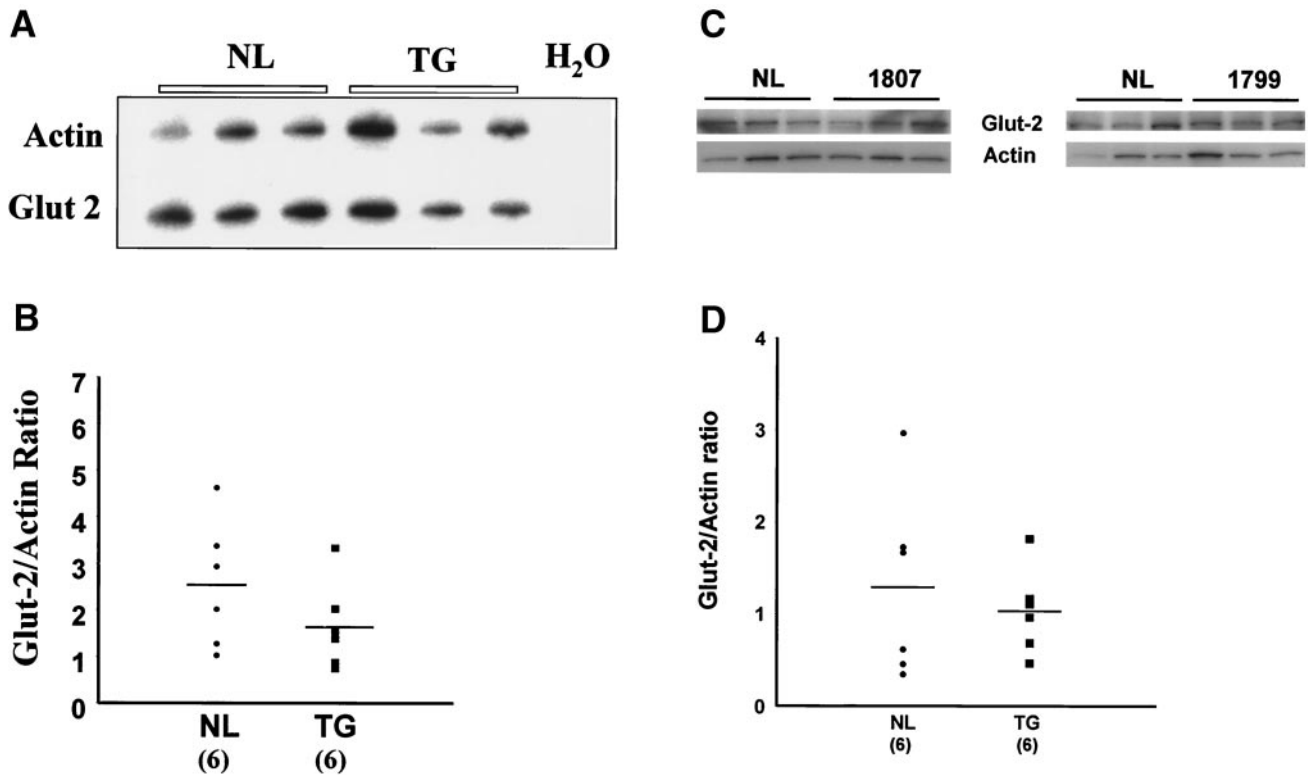 A
NL TG H₂O
Actin
Glut 2
B
7
6
5
4
3
2
1
0
Glut-2/Actin Ratio
NL TG
(6) (6)
C
NL 1807 NL 1799
Glut-2
Actin
D
4
3
2
1
0
Glut-2/Actin ratio
NL TG
(6) (6)